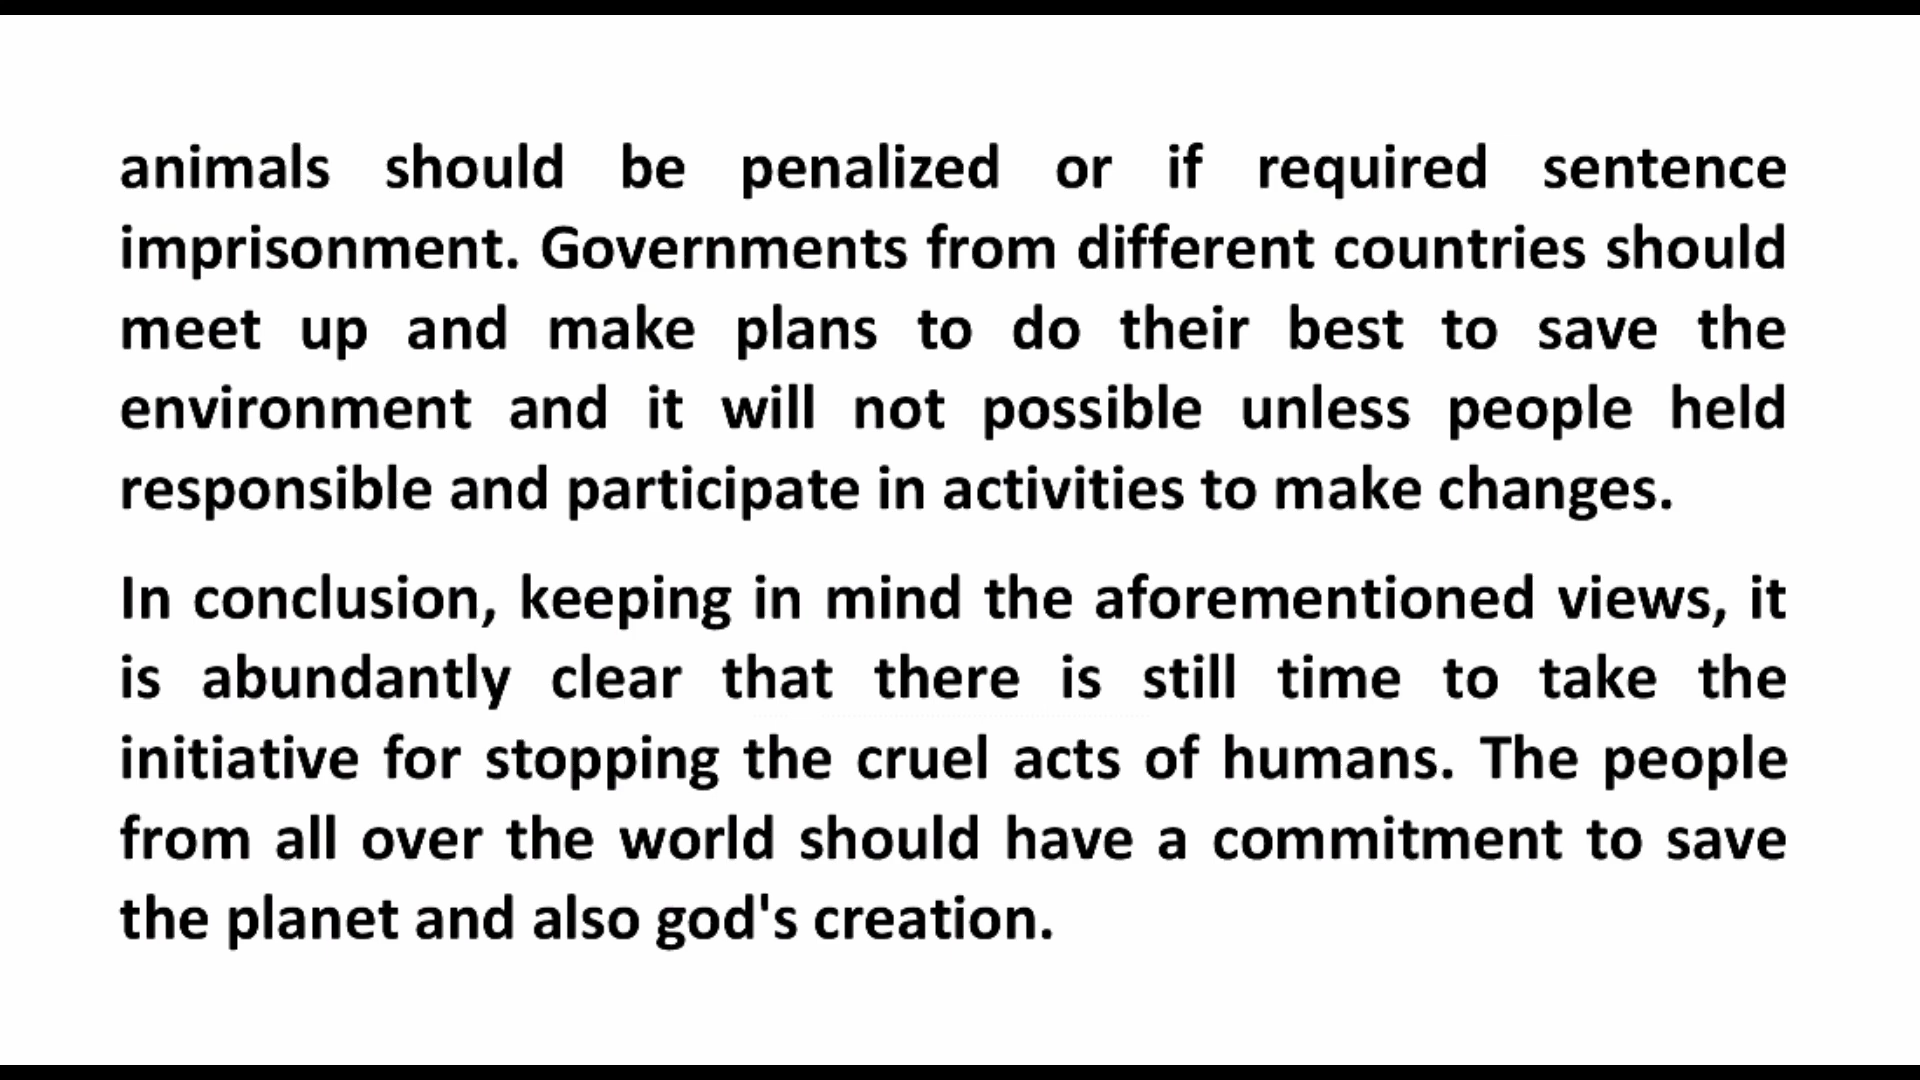 animals should be penalized or if required sentence
imprisonment. Governments from different countries should
meet up and make plans to do their best to save the
environment and it will not possible unless people held
responsible and participate in activities to make changes.
In conclusion, keeping in mind the aforementioned views, it
is abundantly clear that there is still time to take the
initiative for stopping the cruel acts of humans. The people
from all over the world should have a commitment to save
the planet and also god's creation.